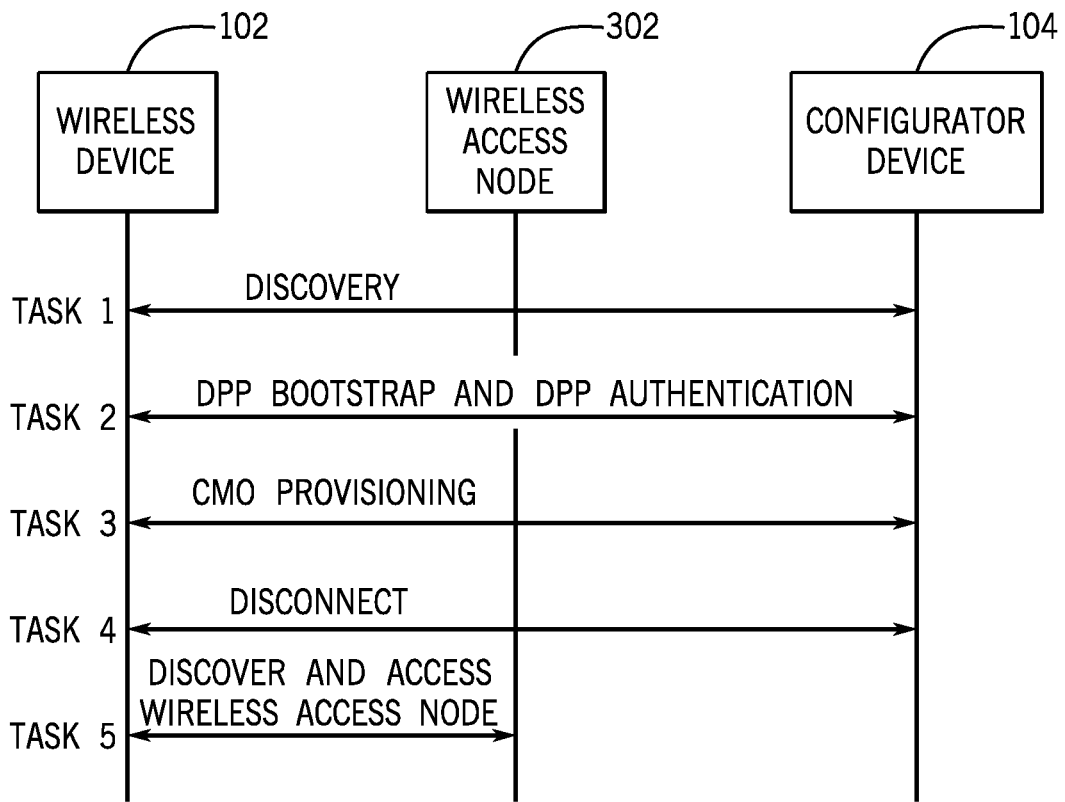 102
302
104
WIRELESS
DEVICE
WIRELESS
ACCESS
NODE
CONFIGURATOR
DEVICE
DISCOVERY
TASK 1
DPP BOOTSTRAP AND DPP AUTHENTICATION
TASK 2
CMO PROVISIONING
TASK 3
DISCONNECT
TASK 4
DISCOVER AND ACCESS
WIRELESS ACCESS NODE
TASK 5